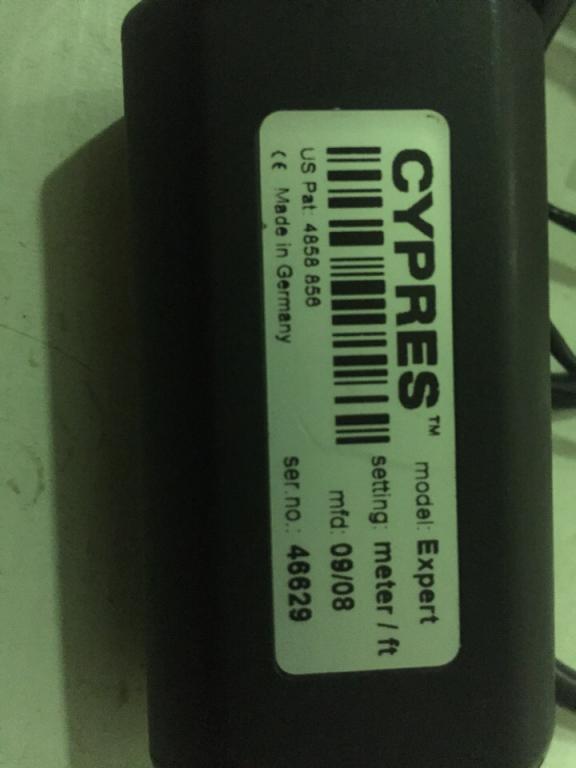 CYPRES™
model: Expert
setting: meter / ft
mfd: 09/08
US Pat: 4858 856
CE Made in Germany
ser.no.: 46629